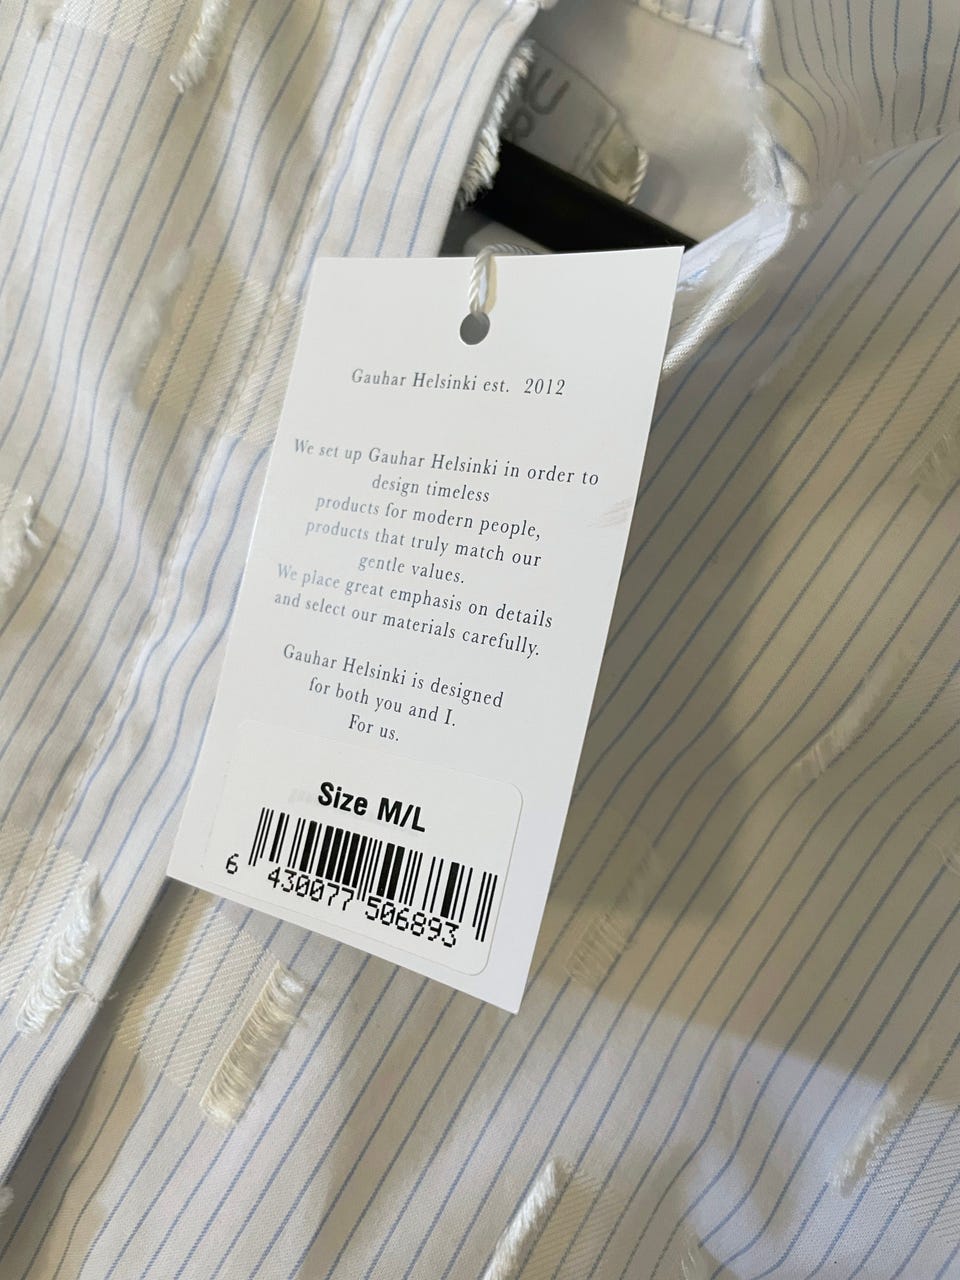 Gauhar Helsinki est. 2012
We set up Gauhar Helsinki in order to
design timeless
products for modern people,
products that truly match our
gentle values.
We place great emphasis on details
and select our materials carefully.
Gauhar Helsinki is designed
for both you and I.
For us.
Size M/L
6 430077 506893